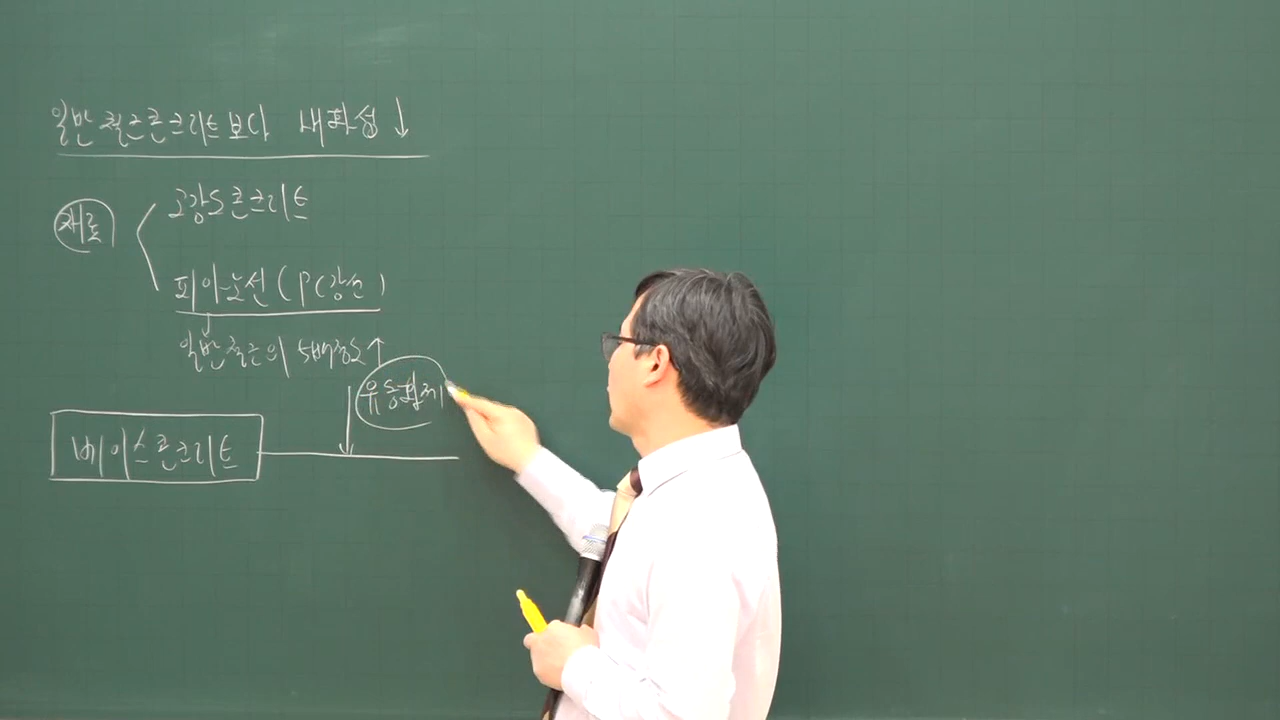 일반철근콘크리트보다 내화성 ↓
재료
고강도콘크리트
피아노선 (PC강선)
↓
일반철근의 5배정도 ↑
유동화제
베이스콘크리트